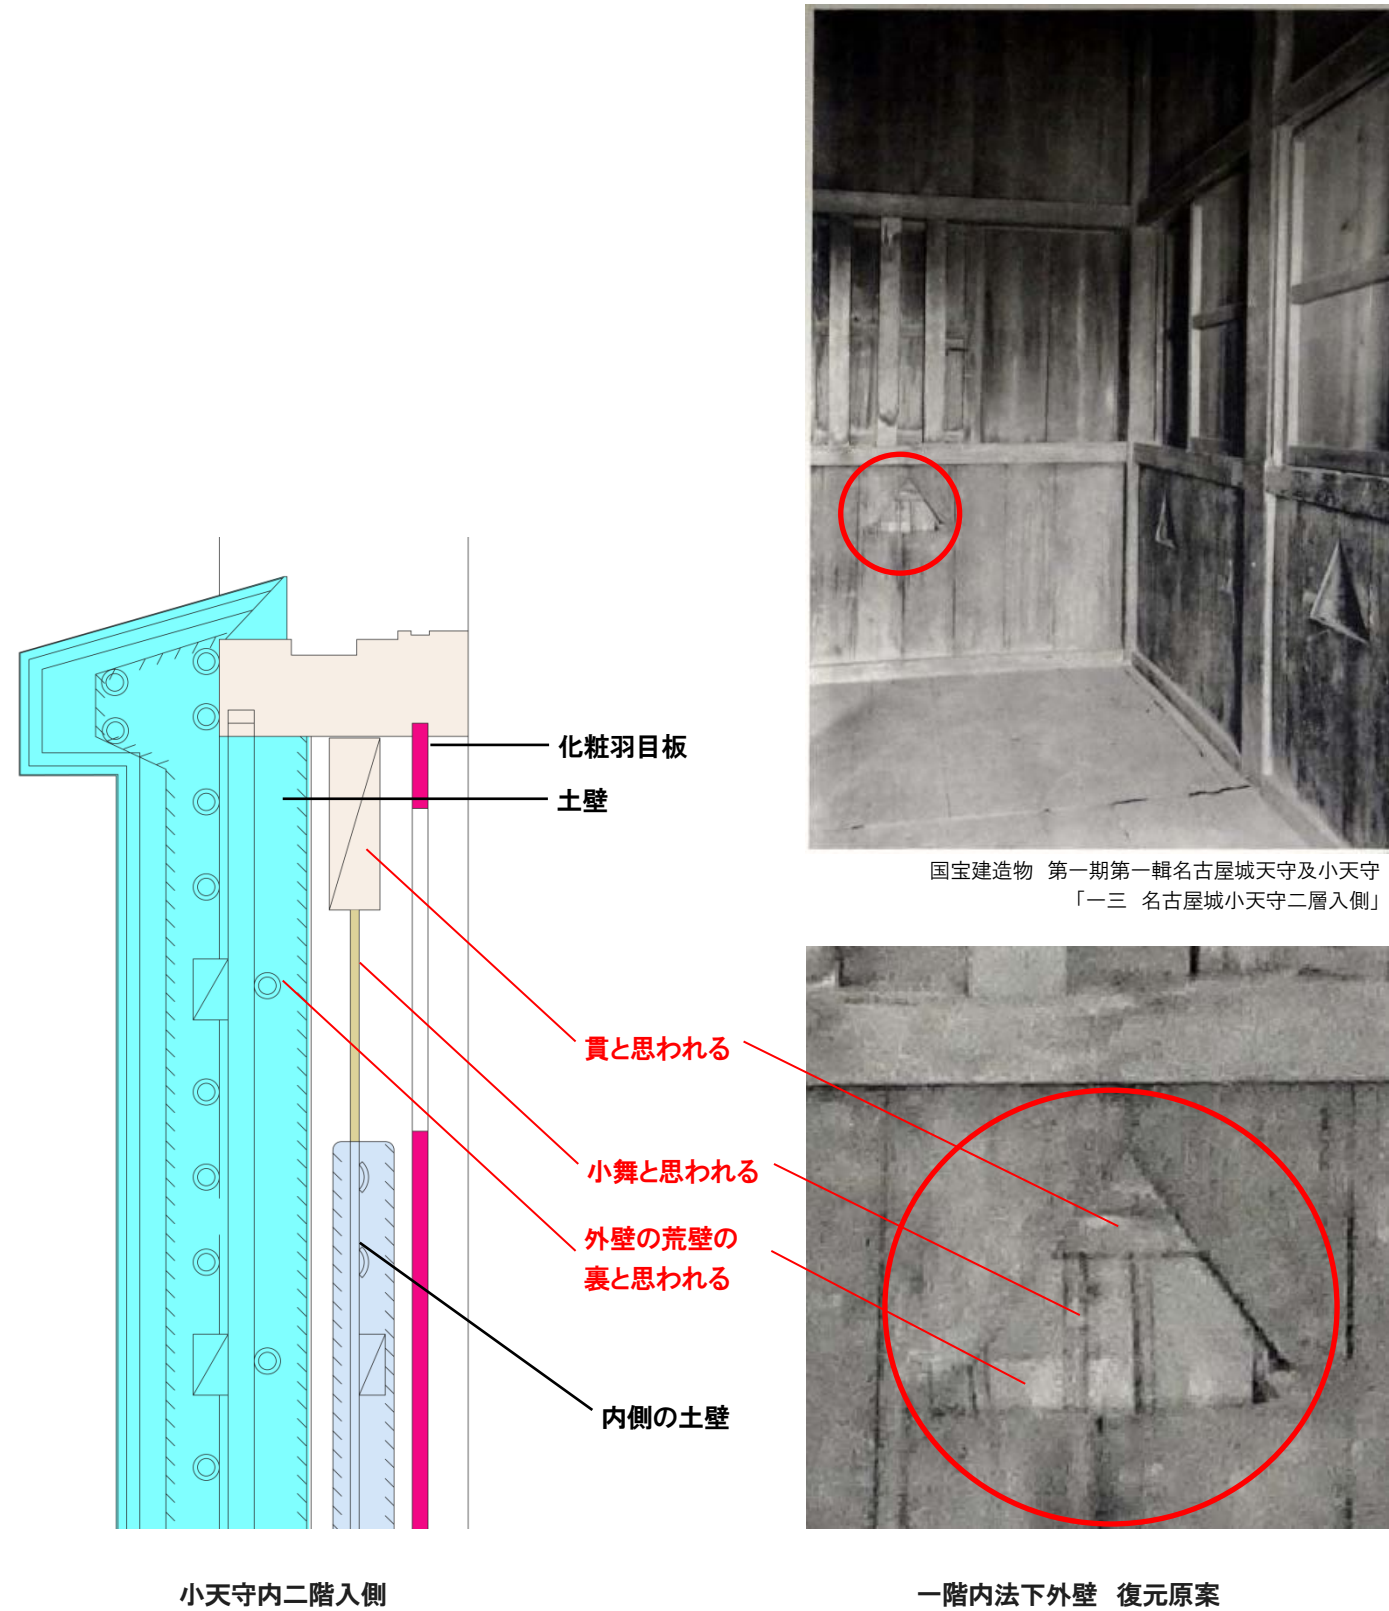 化粧羽目板
土壁
国宝建造物 第一期第一輯名古屋城天守及小天守
「一三 名古屋城小天守二層入側」
貫と思われる
小舞と思われる
外壁の荒壁の
裏と思われる
内側の土壁
小天守内二階入側
一階内法下外壁 復元原案